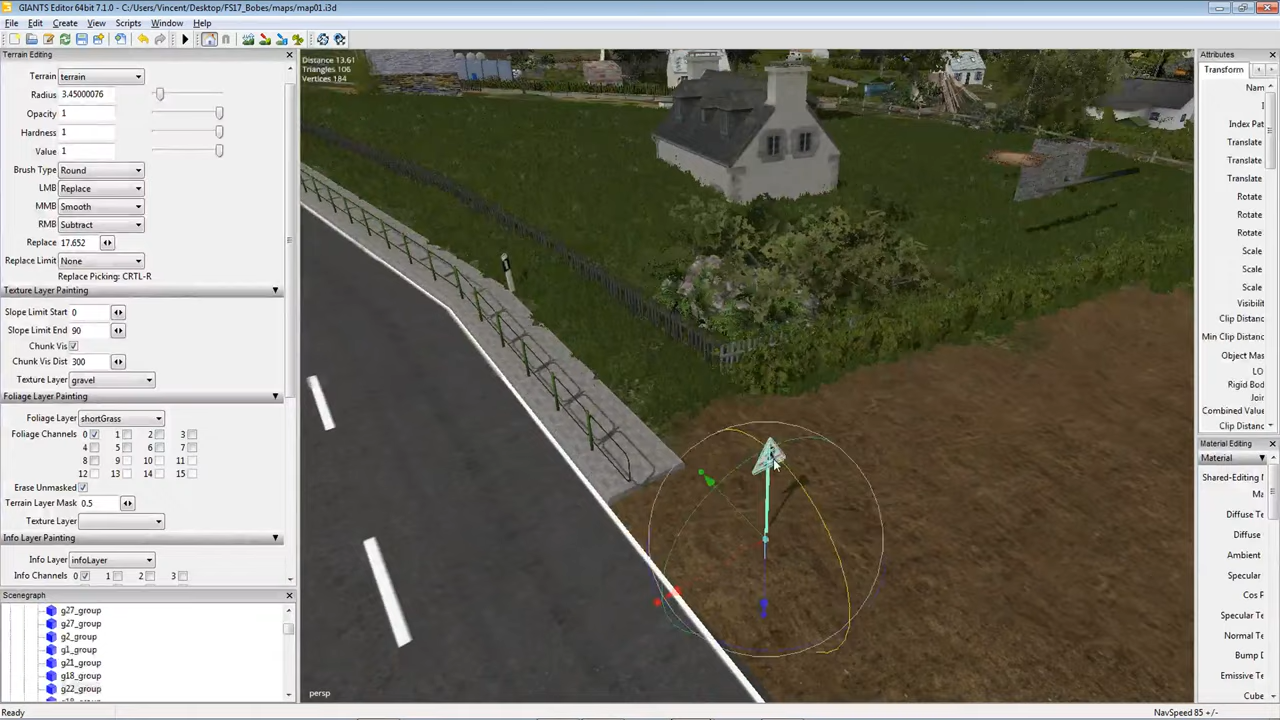 GIANTS Editor 64bit 7.1.0 - C:/Users/Vincent/Desktop/FS17_Bobes/maps/map01.i3d
File Edit Create View Scripts Window Help
Terrain Editing
Terrain terrain
Radius 3.45000076
Opacity 1
Hardness 1
Value 1
Brush Type Round
LMB Replace
MMB Smooth
RMB Subtract
Replace 17.652
Replace Limit None
Replace Picking: CRTL-R
Texture Layer Painting
Slope Limit Start 0
Slope Limit End 90
Chunk Vis
Chunk Vis Dist 300
Texture Layer gravel
Foliage Layer Painting
Foliage Layer shortGrass
Foliage Channels 0 1 2 3
4 5 6 7
8 9 10 11
12 13 14 15
Erase Unmasked
Terrain Layer Mask 0.5
Texture Layer
Info Layer Painting
Info Layer infoLayer
Info Channels 0 1 2 3
Scenegraph
g27_group
g27_group
g2_group
g1_group
g21_group
g18_group
g22_group
Ready
Distance 13.61
Triangles 106
Vertices 184
persp
Attributes
Transform
Nam
I
Index Pat
Translate
Translate
Translate
Rotate
Rotate
Rotate
Scale
Scale
Scale
Visibilit
Clip Distanc
Min Clip Distanc
Object Mas
LO
Rigid Bod
Join
Combined Value
Clip Distanc
Material Editing
Material
Shared-Editing M
Ma
Diffuse Te
Diffuse
Ambient
Specular
Cos P
Specular Te
Normal Te
Bump D
Emissive Te
Cube
NavSpeed 85 +/-